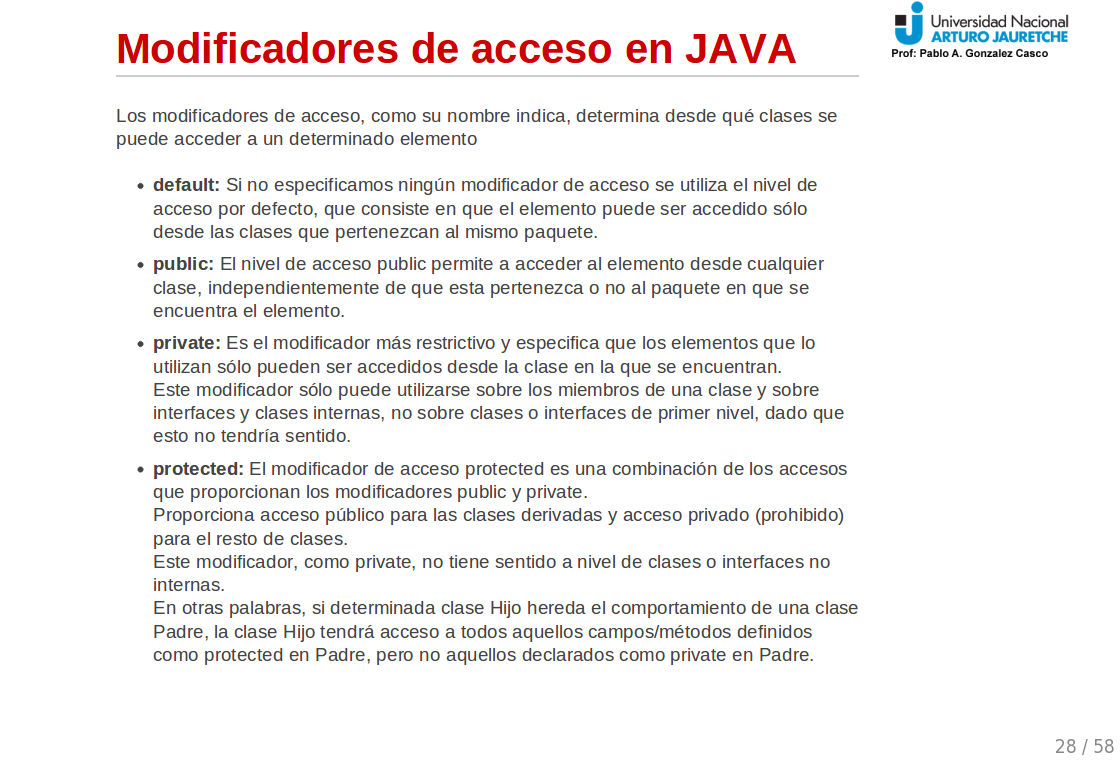 Modificadores de acceso en JAVA
Universidad Nacional
ARTURO JAURETCHE
Prof: Pablo A. Gonzalez Casco
Los modificadores de acceso, como su nombre indica, determina desde qué clases se
puede acceder a un determinado elemento
• default: Si no especificamos ningún modificador de acceso se utiliza el nivel de
acceso por defecto, que consiste en que el elemento puede ser accedido sólo
desde las clases que pertenezcan al mismo paquete.
• public: El nivel de acceso public permite a acceder al elemento desde cualquier
clase, independientemente de que esta pertenezca o no al paquete en que se
encuentra el elemento.
• private: Es el modificador más restrictivo y especifica que los elementos que lo
utilizan sólo pueden ser accedidos desde la clase en la que se encuentran.
Este modificador sólo puede utilizarse sobre los miembros de una clase y sobre
interfaces y clases internas, no sobre clases o interfaces de primer nivel, dado que
esto no tendría sentido.
• protected: El modificador de acceso protected es una combinación de los accesos
que proporcionan los modificadores public y private.
Proporciona acceso público para las clases derivadas y acceso privado (prohibido)
para el resto de clases.
Este modificador, como private, no tiene sentido a nivel de clases o interfaces no
internas.
En otras palabras, si determinada clase Hijo hereda el comportamiento de una clase
Padre, la clase Hijo tendrá acceso a todos aquellos campos/métodos definidos
como protected en Padre, pero no aquellos declarados como private en Padre.
28 / 58